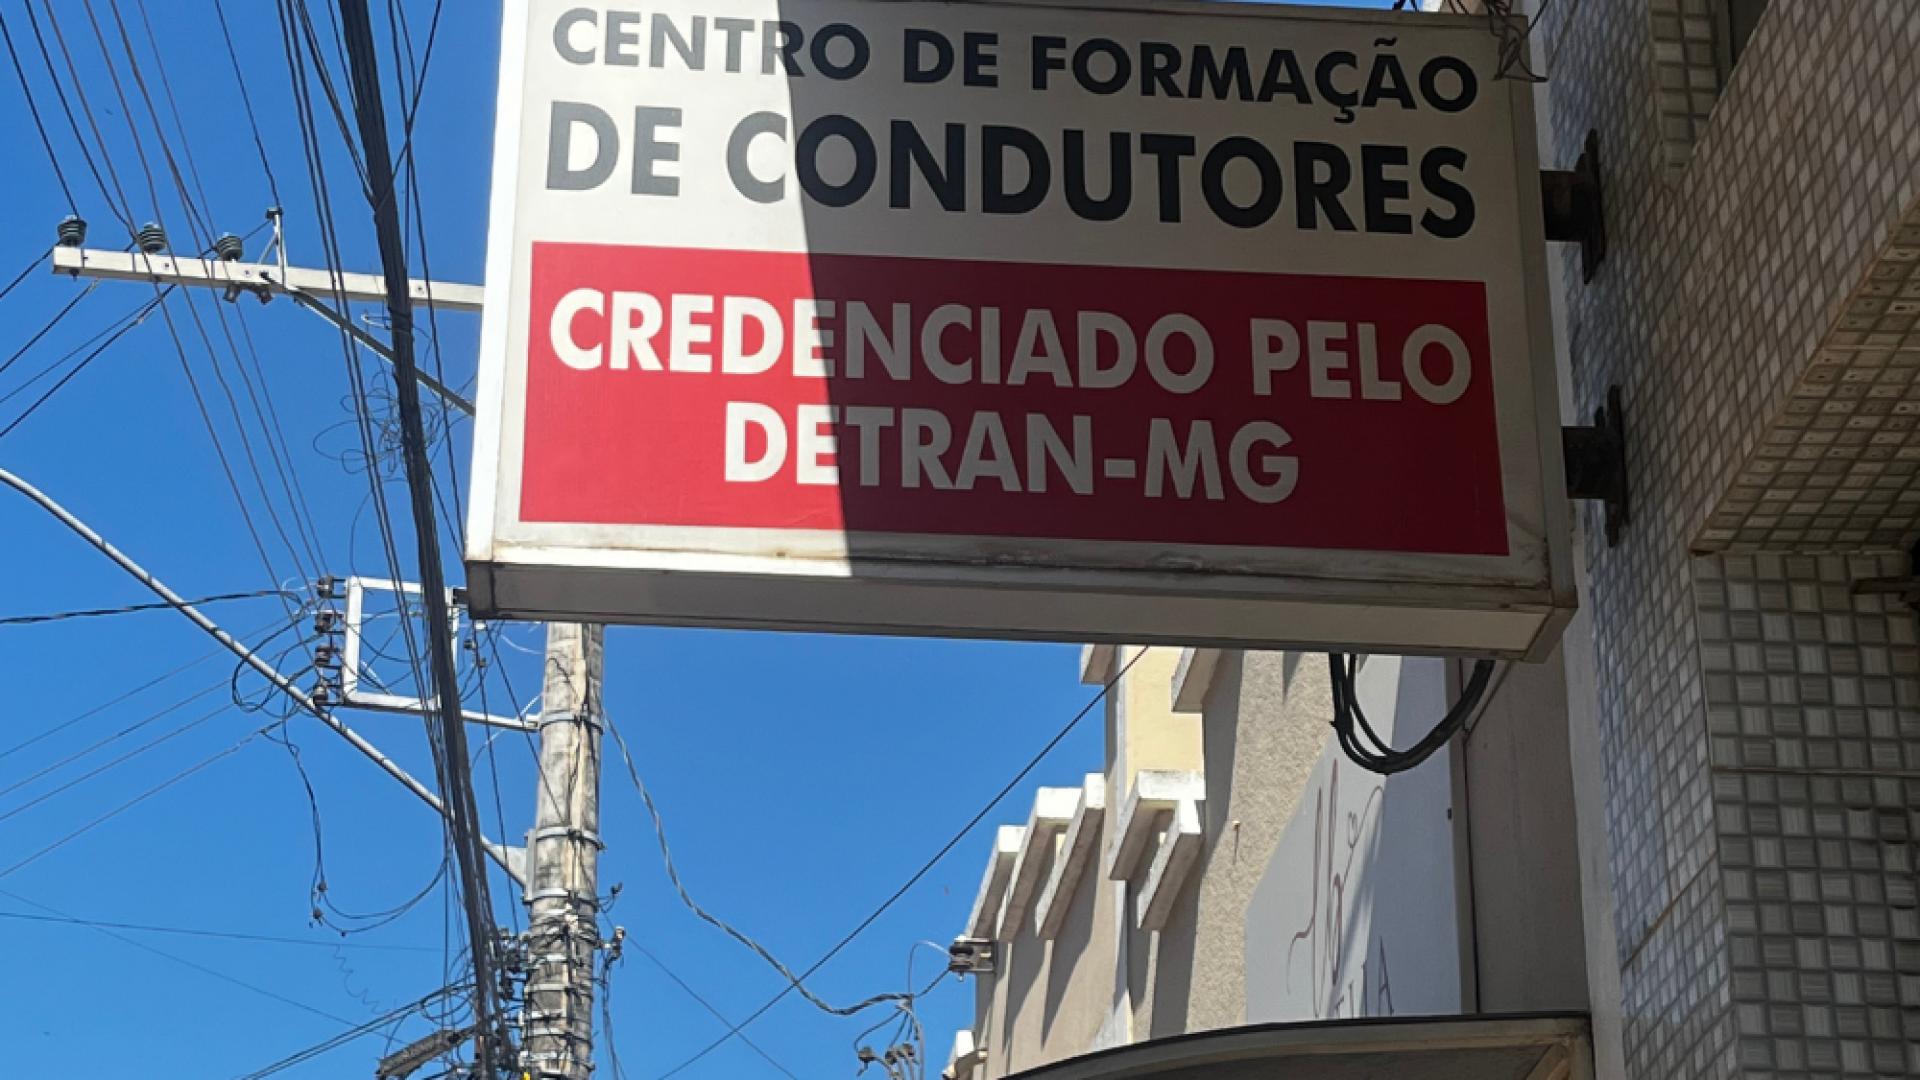 CENTRO DE FORMAÇÃO
DE CONDUTORES
CREDENCIADO PELO
DETRAN-MG